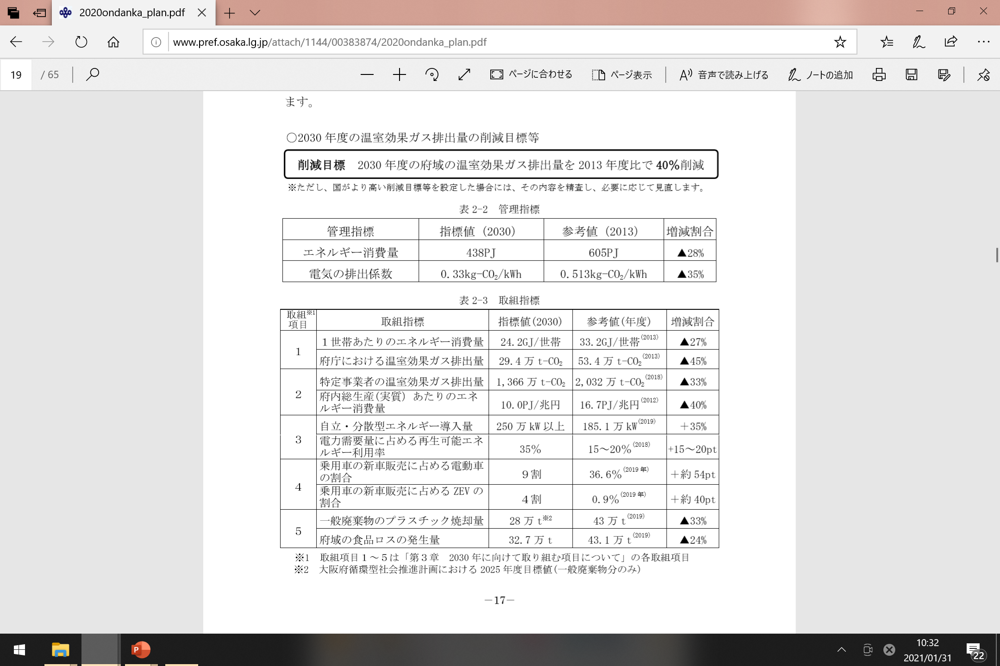 2020ondanka_plan.pdf
www.pref.osaka.lg.jp/attach/1144/00383874/2020ondanka_plan.pdf
19 / 65 ページに合わせる ページ表示 音声で読み上げる ノートの追加
ます。
○2030 年度の温室効果ガス排出量の削減目標等
削減目標 2030 年度の府域の温室効果ガス排出量を 2013 年度比で 40%削減
※ただし、国がより高い削減目標等を設定した場合には、その内容を精査し、必要に応じて見直します。
表 2-2 管理指標
管理指標 指標値（2030） 参考値（2013） 増減割合
エネルギー消費量 438PJ 605PJ ▲28%
電気の排出係数 0.33kg-CO₂/kWh 0.513kg-CO₂/kWh ▲35%
表 2-3 取組指標
取組※1
項目 取組指標 指標値(2030) 参考値(年度) 増減割合
1 １世帯あたりのエネルギー消費量 24.2GJ/世帯 33.2GJ/世帯(2013) ▲27%
府庁における温室効果ガス排出量 29.4 万 t-CO₂ 53.4 万 t-CO₂(2013) ▲45%
2 特定事業者の温室効果ガス排出量 1,366 万 t-CO₂ 2,032 万 t-CO₂(2018) ▲33%
府内総生産(実質）あたりのエネ
ルギー消費量 10.0PJ/兆円 16.7PJ/兆円(2012) ▲40%
3 自立・分散型エネルギー導入量 250 万 kW 以上 185.1 万 kW(2019) ＋35%
電力需要量に占める再生可能エネ
ルギー利用率 35% 15～20%(2018) +15～20pt
4 乗用車の新車販売に占める電動車
の割合 ９割 36.6%(2019 年) ＋約 54pt
乗用車の新車販売に占める ZEV の
割合 ４割 0.9%(2019 年) ＋約 40pt
5 一般廃棄物のプラスチック焼却量 28 万 t※2 43 万 t(2019) ▲33%
府域の食品ロスの発生量 32.7 万 t 43.1 万 t(2019) ▲24%
※1 取組項目１～５は「第３章 2030 年に向けて取り組む項目について」の各取組項目
※2 大阪府循環型社会推進計画における 2025 年度目標値(一般廃棄物分のみ)
－17－
P
10:32
2021/01/31
22